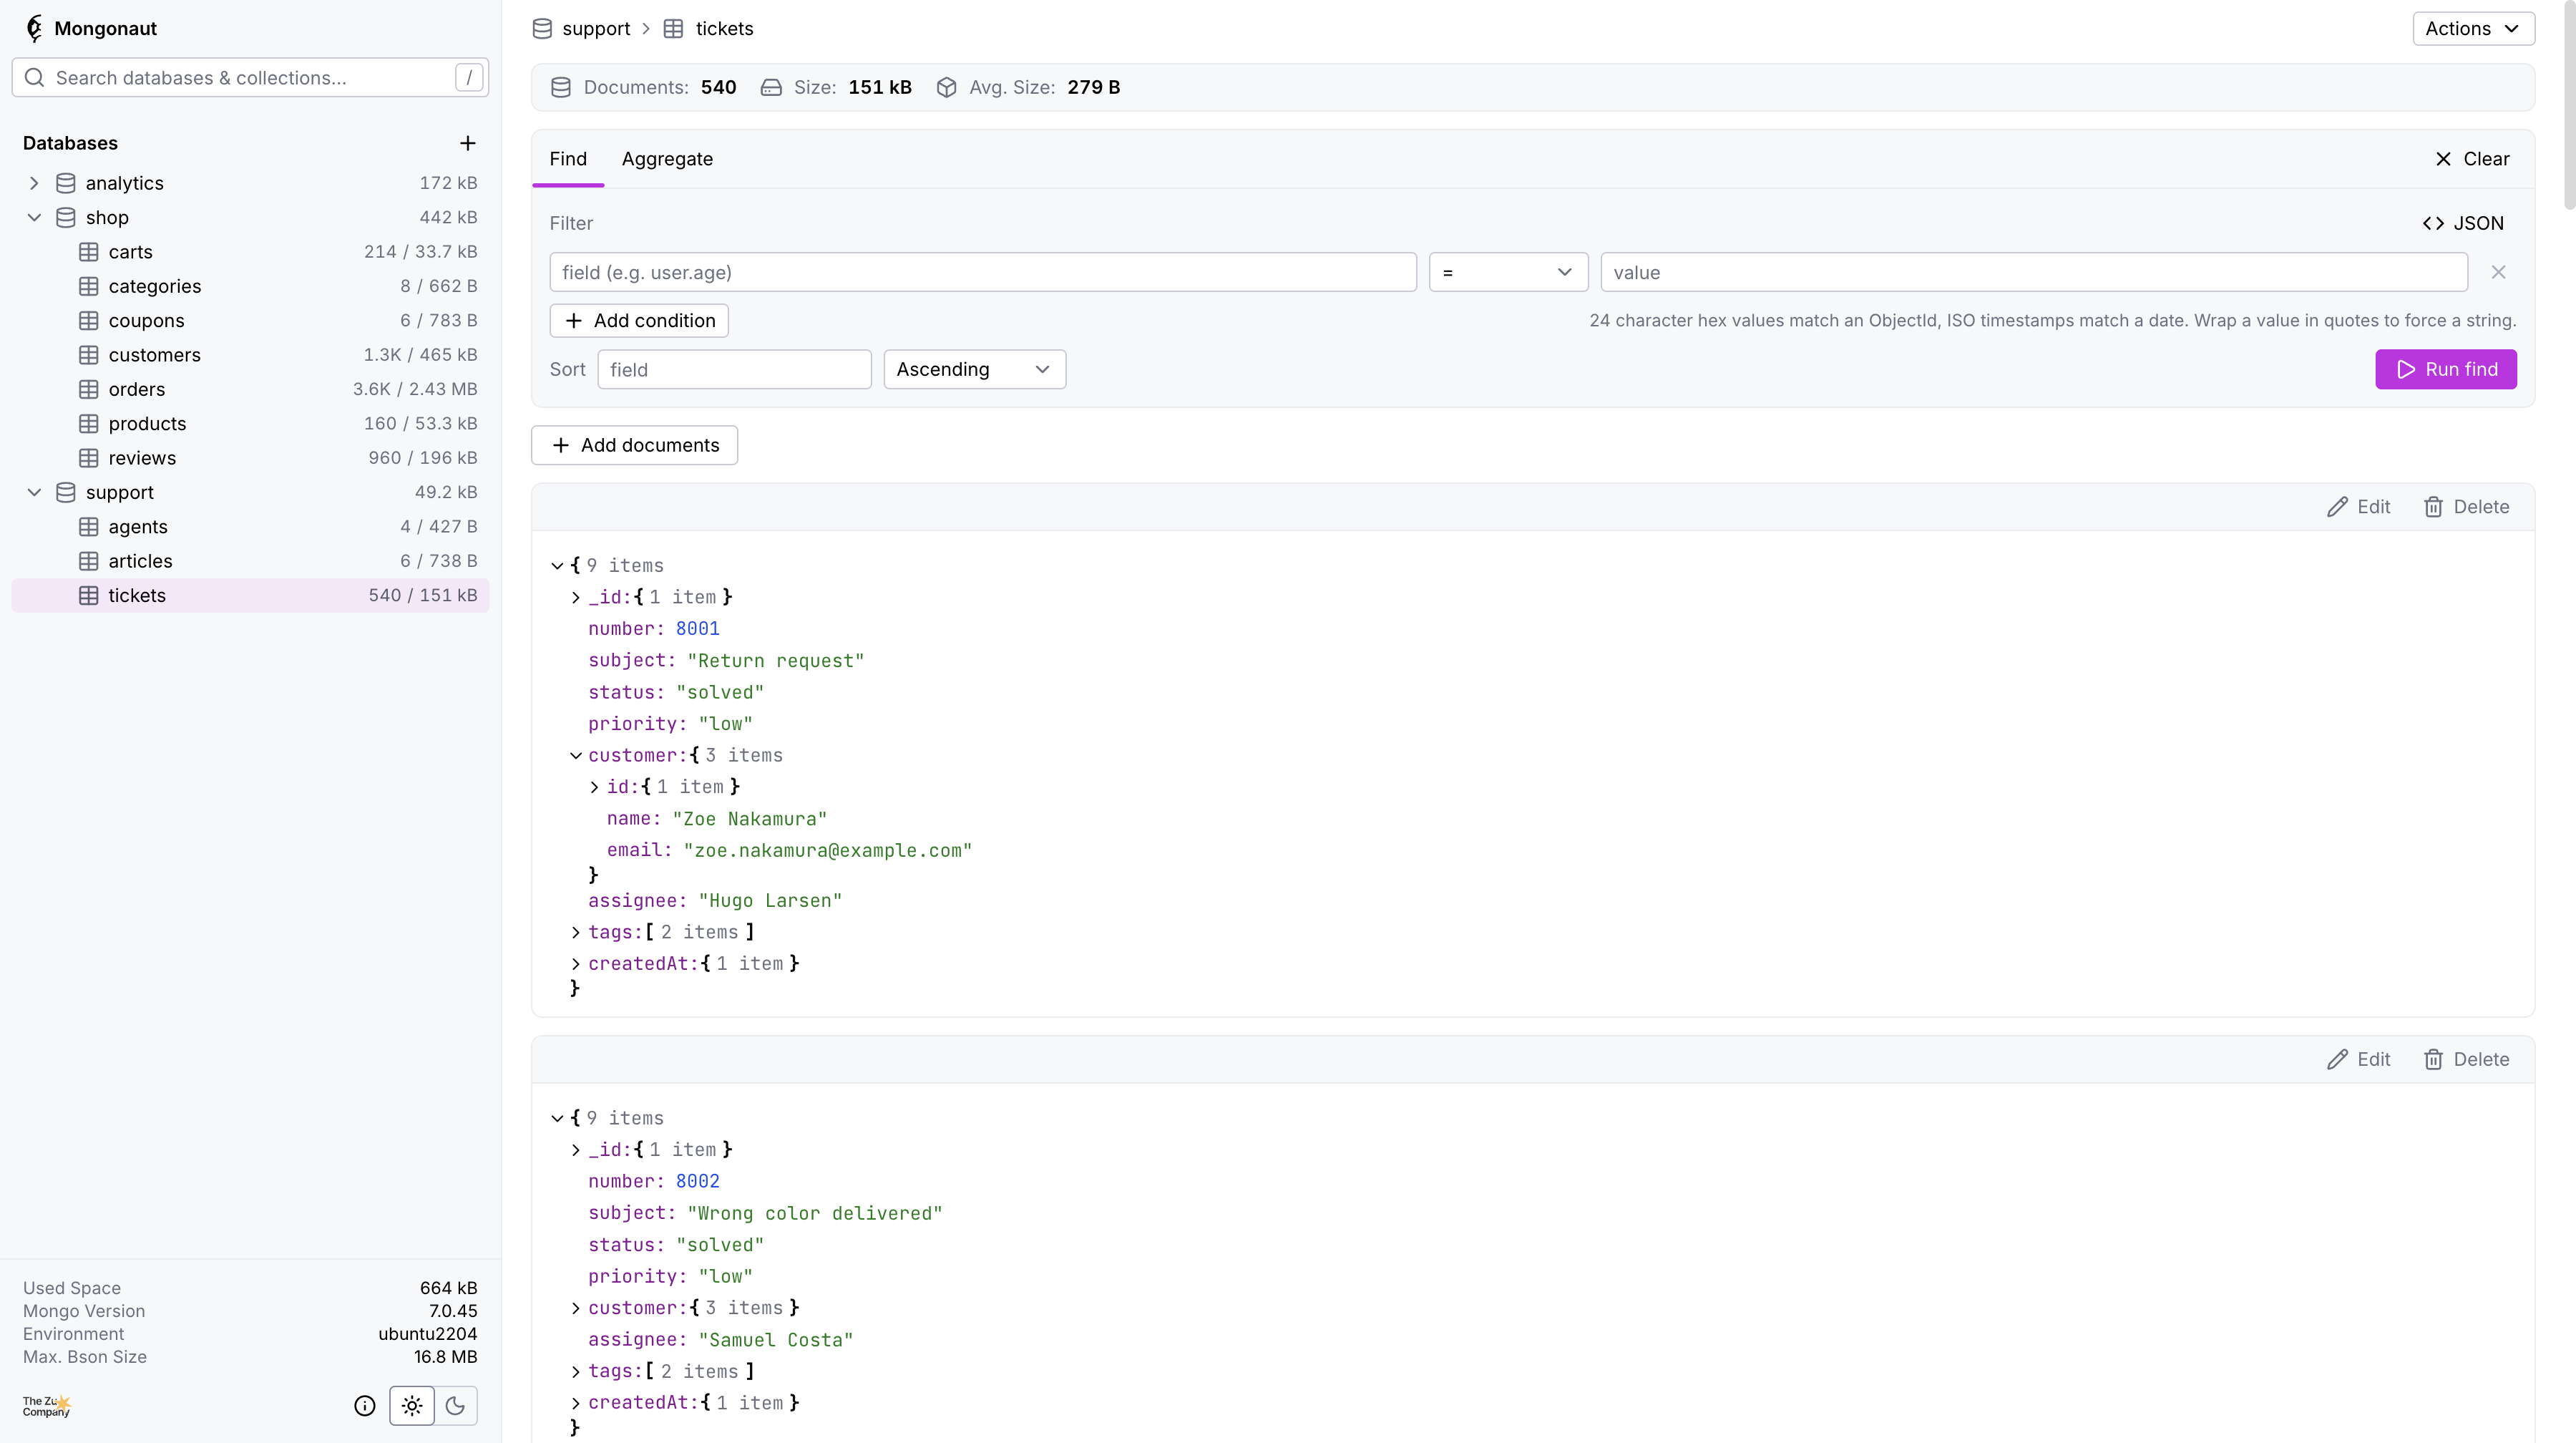 Mongonaut
Search databases & collections... /
Databases
analytics 172 kB
shop 442 kB
carts 214 / 33.7 kB
categories 8 / 662 B
coupons 6 / 783 B
customers 1.3K / 465 kB
orders 3.6K / 2.43 MB
products 160 / 53.3 kB
reviews 960 / 196 kB
support 49.2 kB
agents 4 / 427 B
articles 6 / 738 B
tickets 540 / 151 kB
Used Space 664 kB
Mongo Version 7.0.45
Environment ubuntu2204
Max. Bson Size 16.8 MB
The Zu
Company
support > tickets
Actions
Documents: 540 Size: 151 kB Avg. Size: 279 B
Find Aggregate Clear
Filter <> JSON
field (e.g. user.age) = value
+ Add condition 24 character hex values match an ObjectId, ISO timestamps match a date. Wrap a value in quotes to force a string.
Sort field Ascending Run find
+ Add documents
Edit Delete
{ 9 items
_id:{ 1 item }
number: 8001
subject: "Return request"
status: "solved"
priority: "low"
customer:{ 3 items
id:{ 1 item }
name: "Zoe Nakamura"
email: "zoe.nakamura@example.com"
}
assignee: "Hugo Larsen"
tags:[ 2 items ]
createdAt:{ 1 item }
}
Edit Delete
{ 9 items
_id:{ 1 item }
number: 8002
subject: "Wrong color delivered"
status: "solved"
priority: "low"
customer:{ 3 items }
assignee: "Samuel Costa"
tags:[ 2 items ]
createdAt:{ 1 item }
}